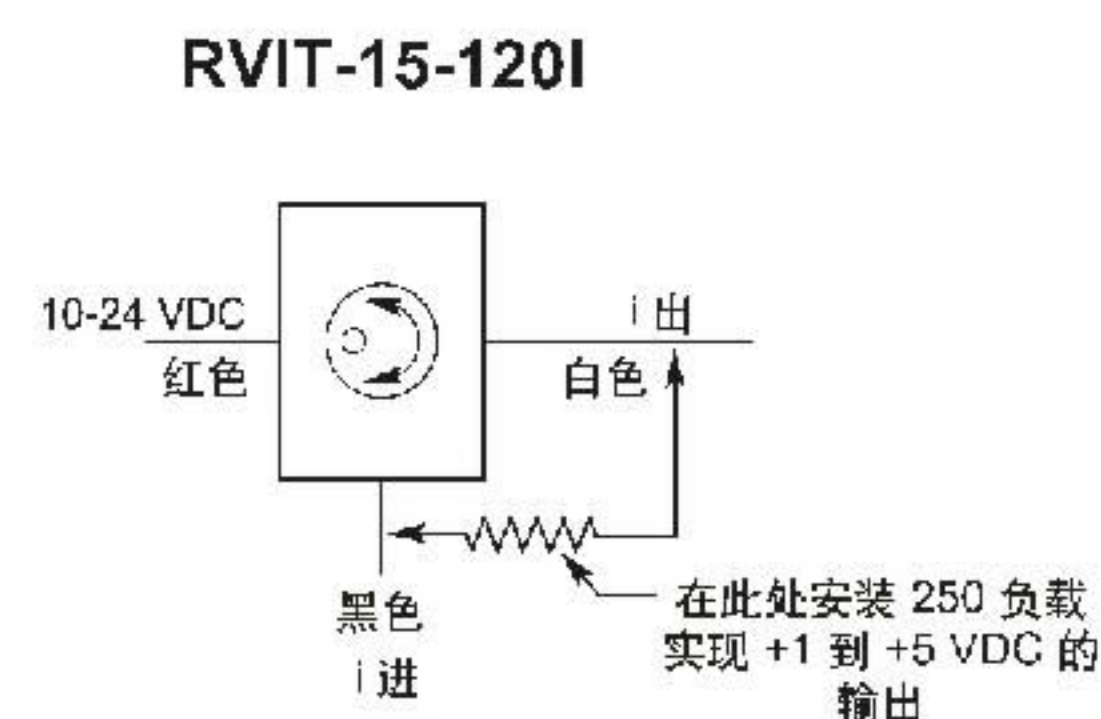 RVIT-15-120I
10-24 VDC
红色
i 出
白色
黑色
i 进
在此处安装 250 负载
实现 +1 到 +5 VDC 的
输出